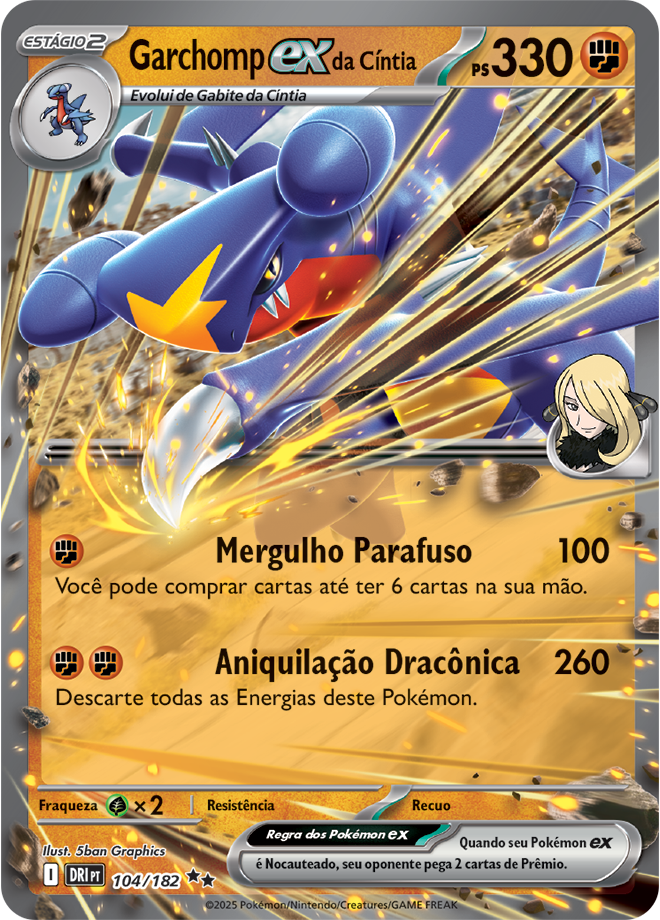 ESTÁGIO 2
Garchomp ex da Cíntia PS 330
Evolui de Gabite da Cíntia
Mergulho Parafuso 100
Você pode comprar cartas até ter 6 cartas na sua mão.
Aniquilação Dracônica 260
Descarte todas as Energias deste Pokémon.
Fraqueza ×2 Resistência Recuo
Ilust. 5ban Graphics
Regra dos Pokémon ex Quando seu Pokémon ex
é Nocauteado, seu oponente pega 2 cartas de Prêmio.
I DRI PT 104/182 ★★
©2025 Pokémon/Nintendo/Creatures/GAME FREAK